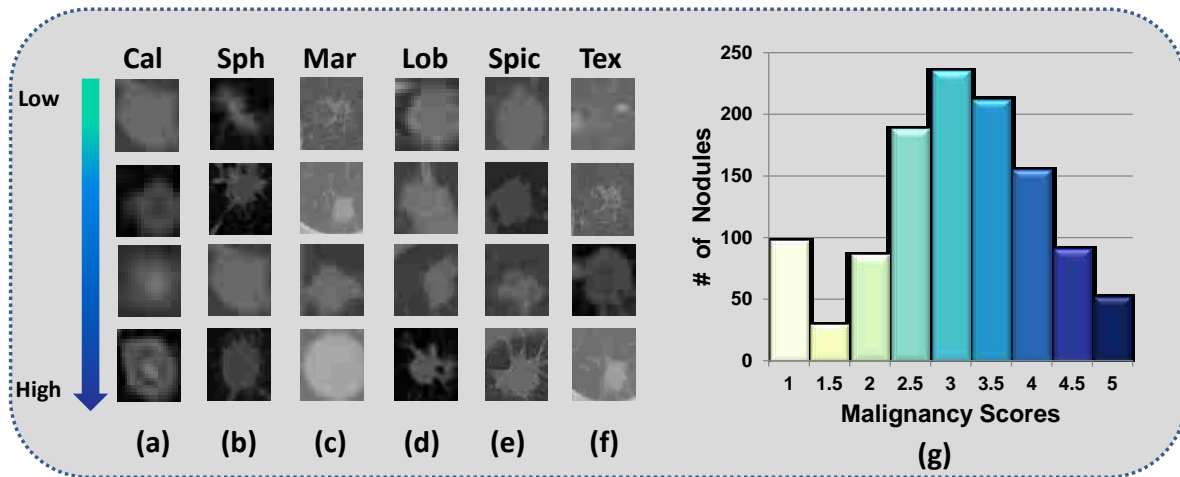 Cal Sph Mar Lob Spic Tex
Low
High
(a) (b) (c) (d) (e) (f)
250
200
150
100
50
0
# of Nodules
1 1.5 2 2.5 3 3.5 4 4.5 5
Malignancy Scores
(g)